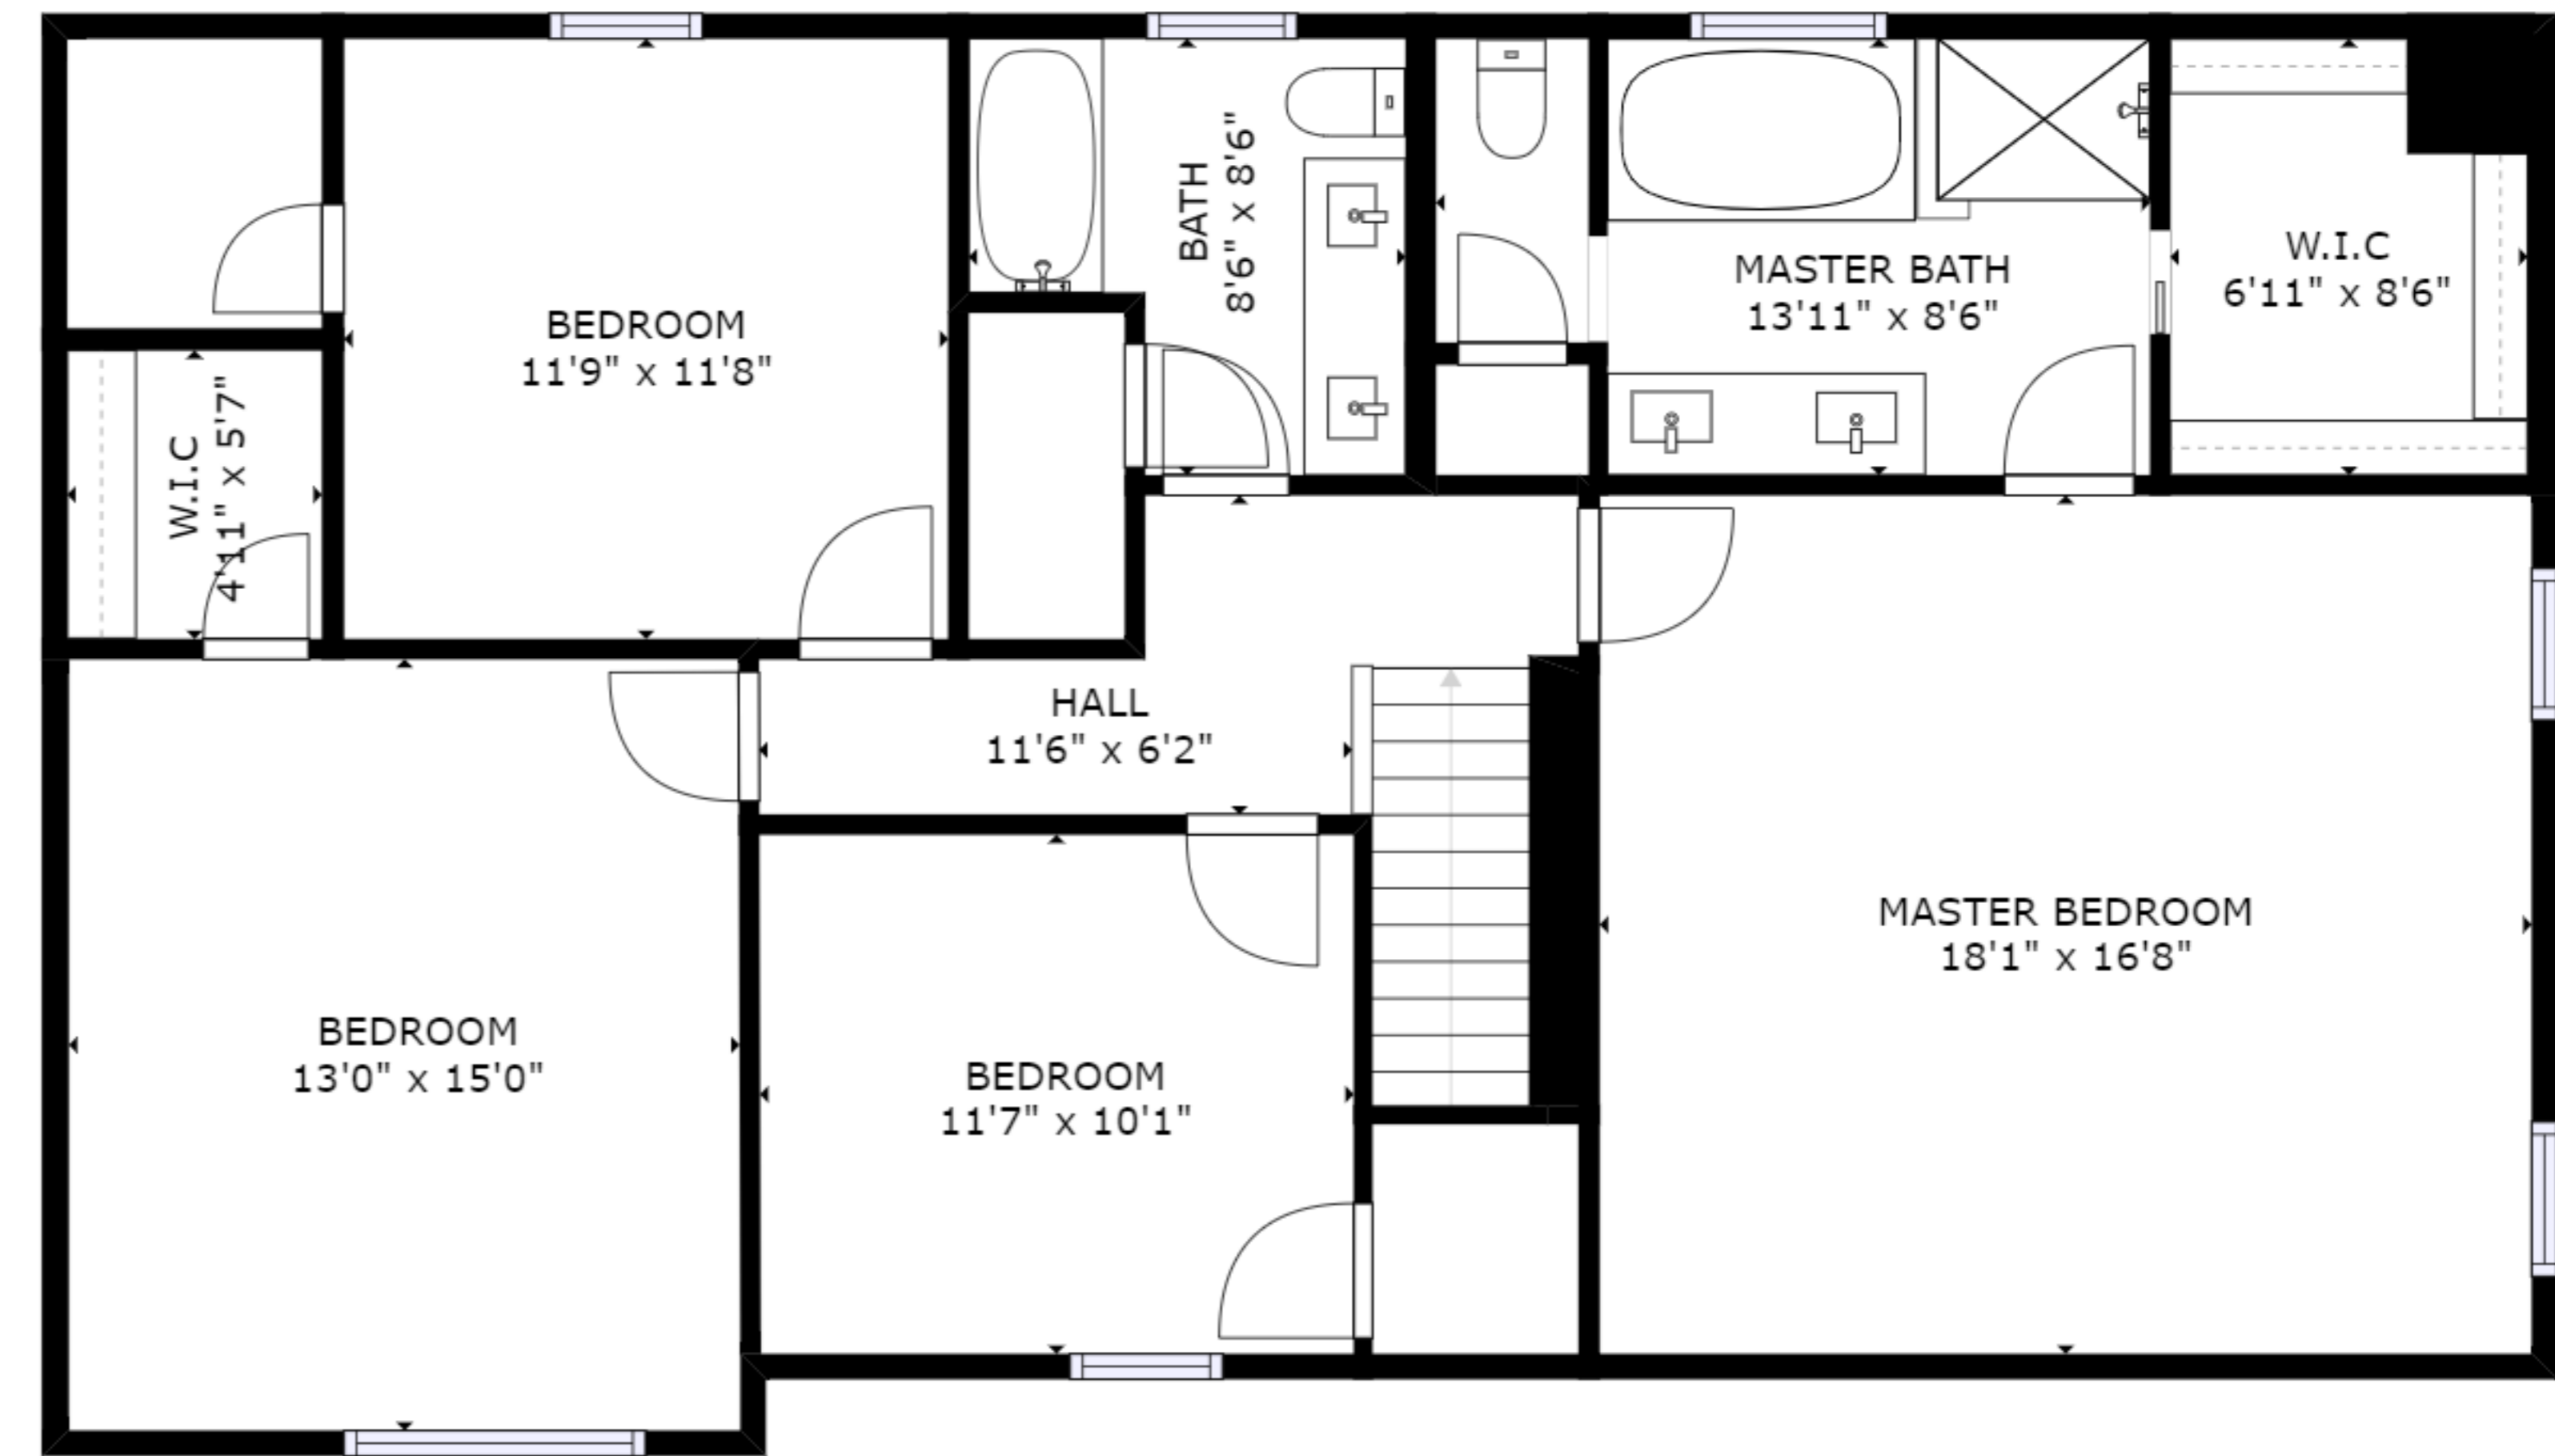 BEDROOM
11'9" x 11'8"
BATH
8'6" x 8'6"
MASTER BATH
13'11" x 8'6"
W.I.C
6'11" x 8'6"
W.I.C
4'11" x 5'7"
HALL
11'6" x 6'2"
MASTER BEDROOM
18'1" x 16'8"
BEDROOM
13'0" x 15'0"
BEDROOM
11'7" x 10'1"